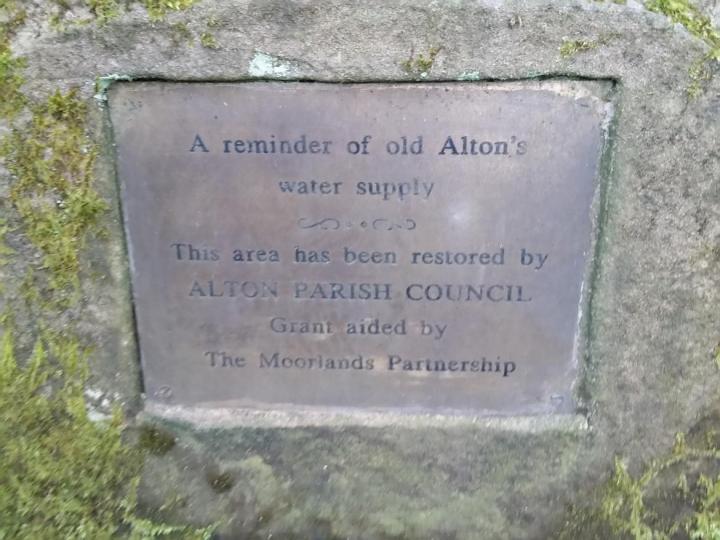 A reminder of old Alton's
water supply
This area has been restored by
ALTON PARISH COUNCIL
Grant aided by
The Moorlands Partnership